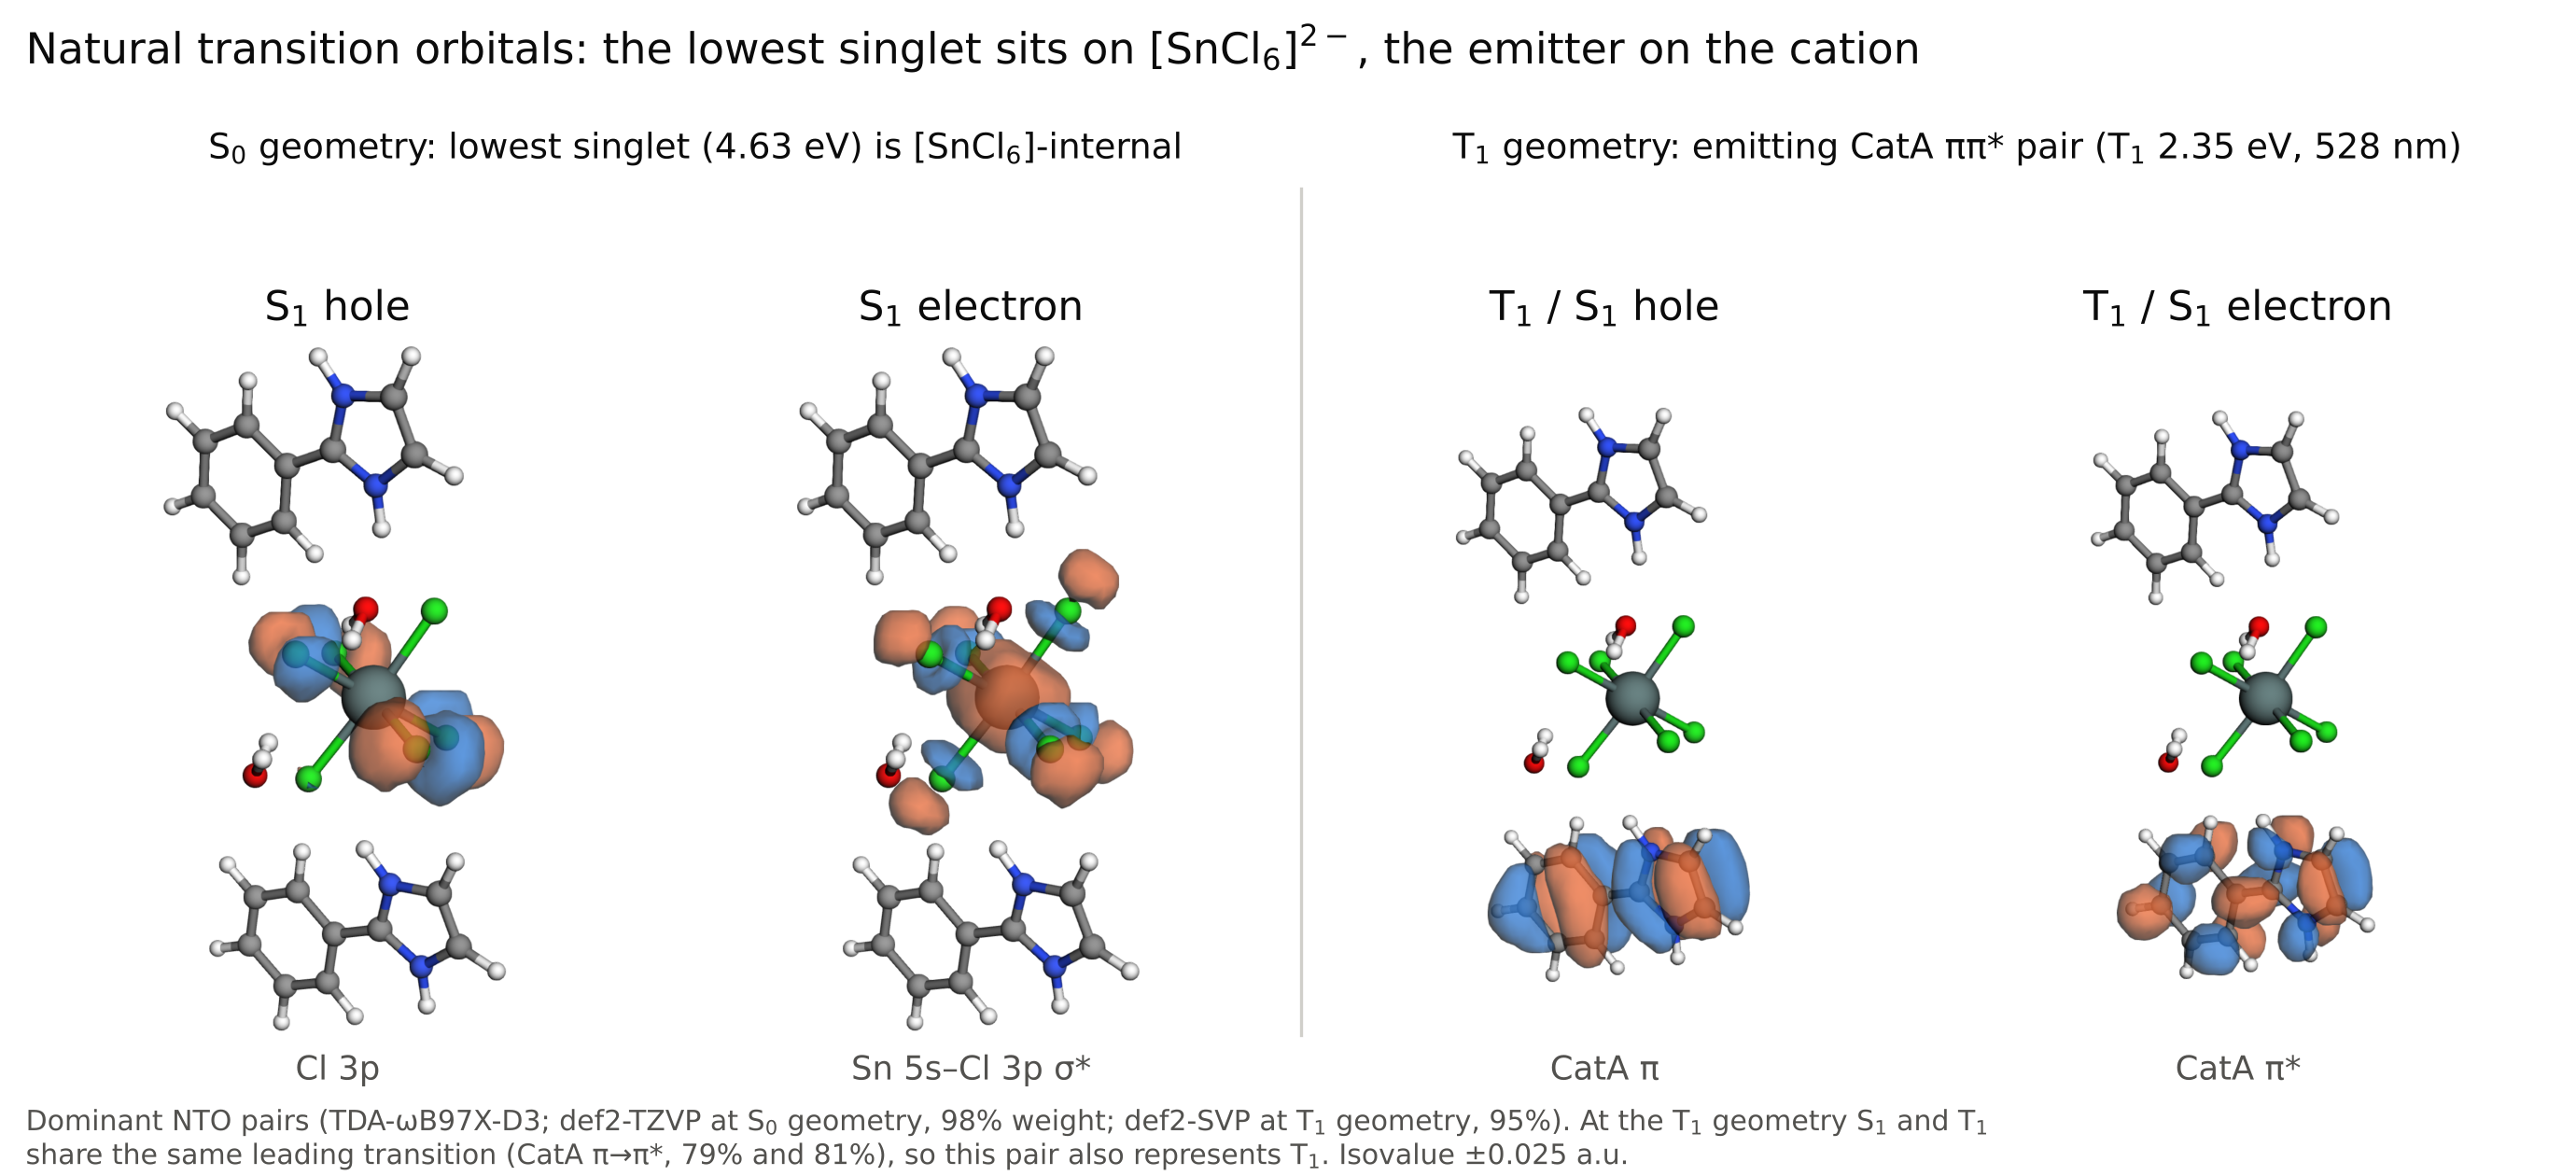 Natural transition orbitals: the lowest singlet sits on [SnCl₆]²⁻, the emitter on the cation
S₀ geometry: lowest singlet (4.63 eV) is [SnCl₆]-internal
T₁ geometry: emitting CatA ππ* pair (T₁ 2.35 eV, 528 nm)
S₁ hole
S₁ electron
T₁ / S₁ hole
T₁ / S₁ electron
Cl 3p
Sn 5s–Cl 3p σ*
CatA π
CatA π*
Dominant NTO pairs (TDA-ωB97X-D3; def2-TZVP at S₀ geometry, 98% weight; def2-SVP at T₁ geometry, 95%). At the T₁ geometry S₁ and T₁
share the same leading transition (CatA π→π*, 79% and 81%), so this pair also represents T₁. Isovalue ±0.025 a.u.